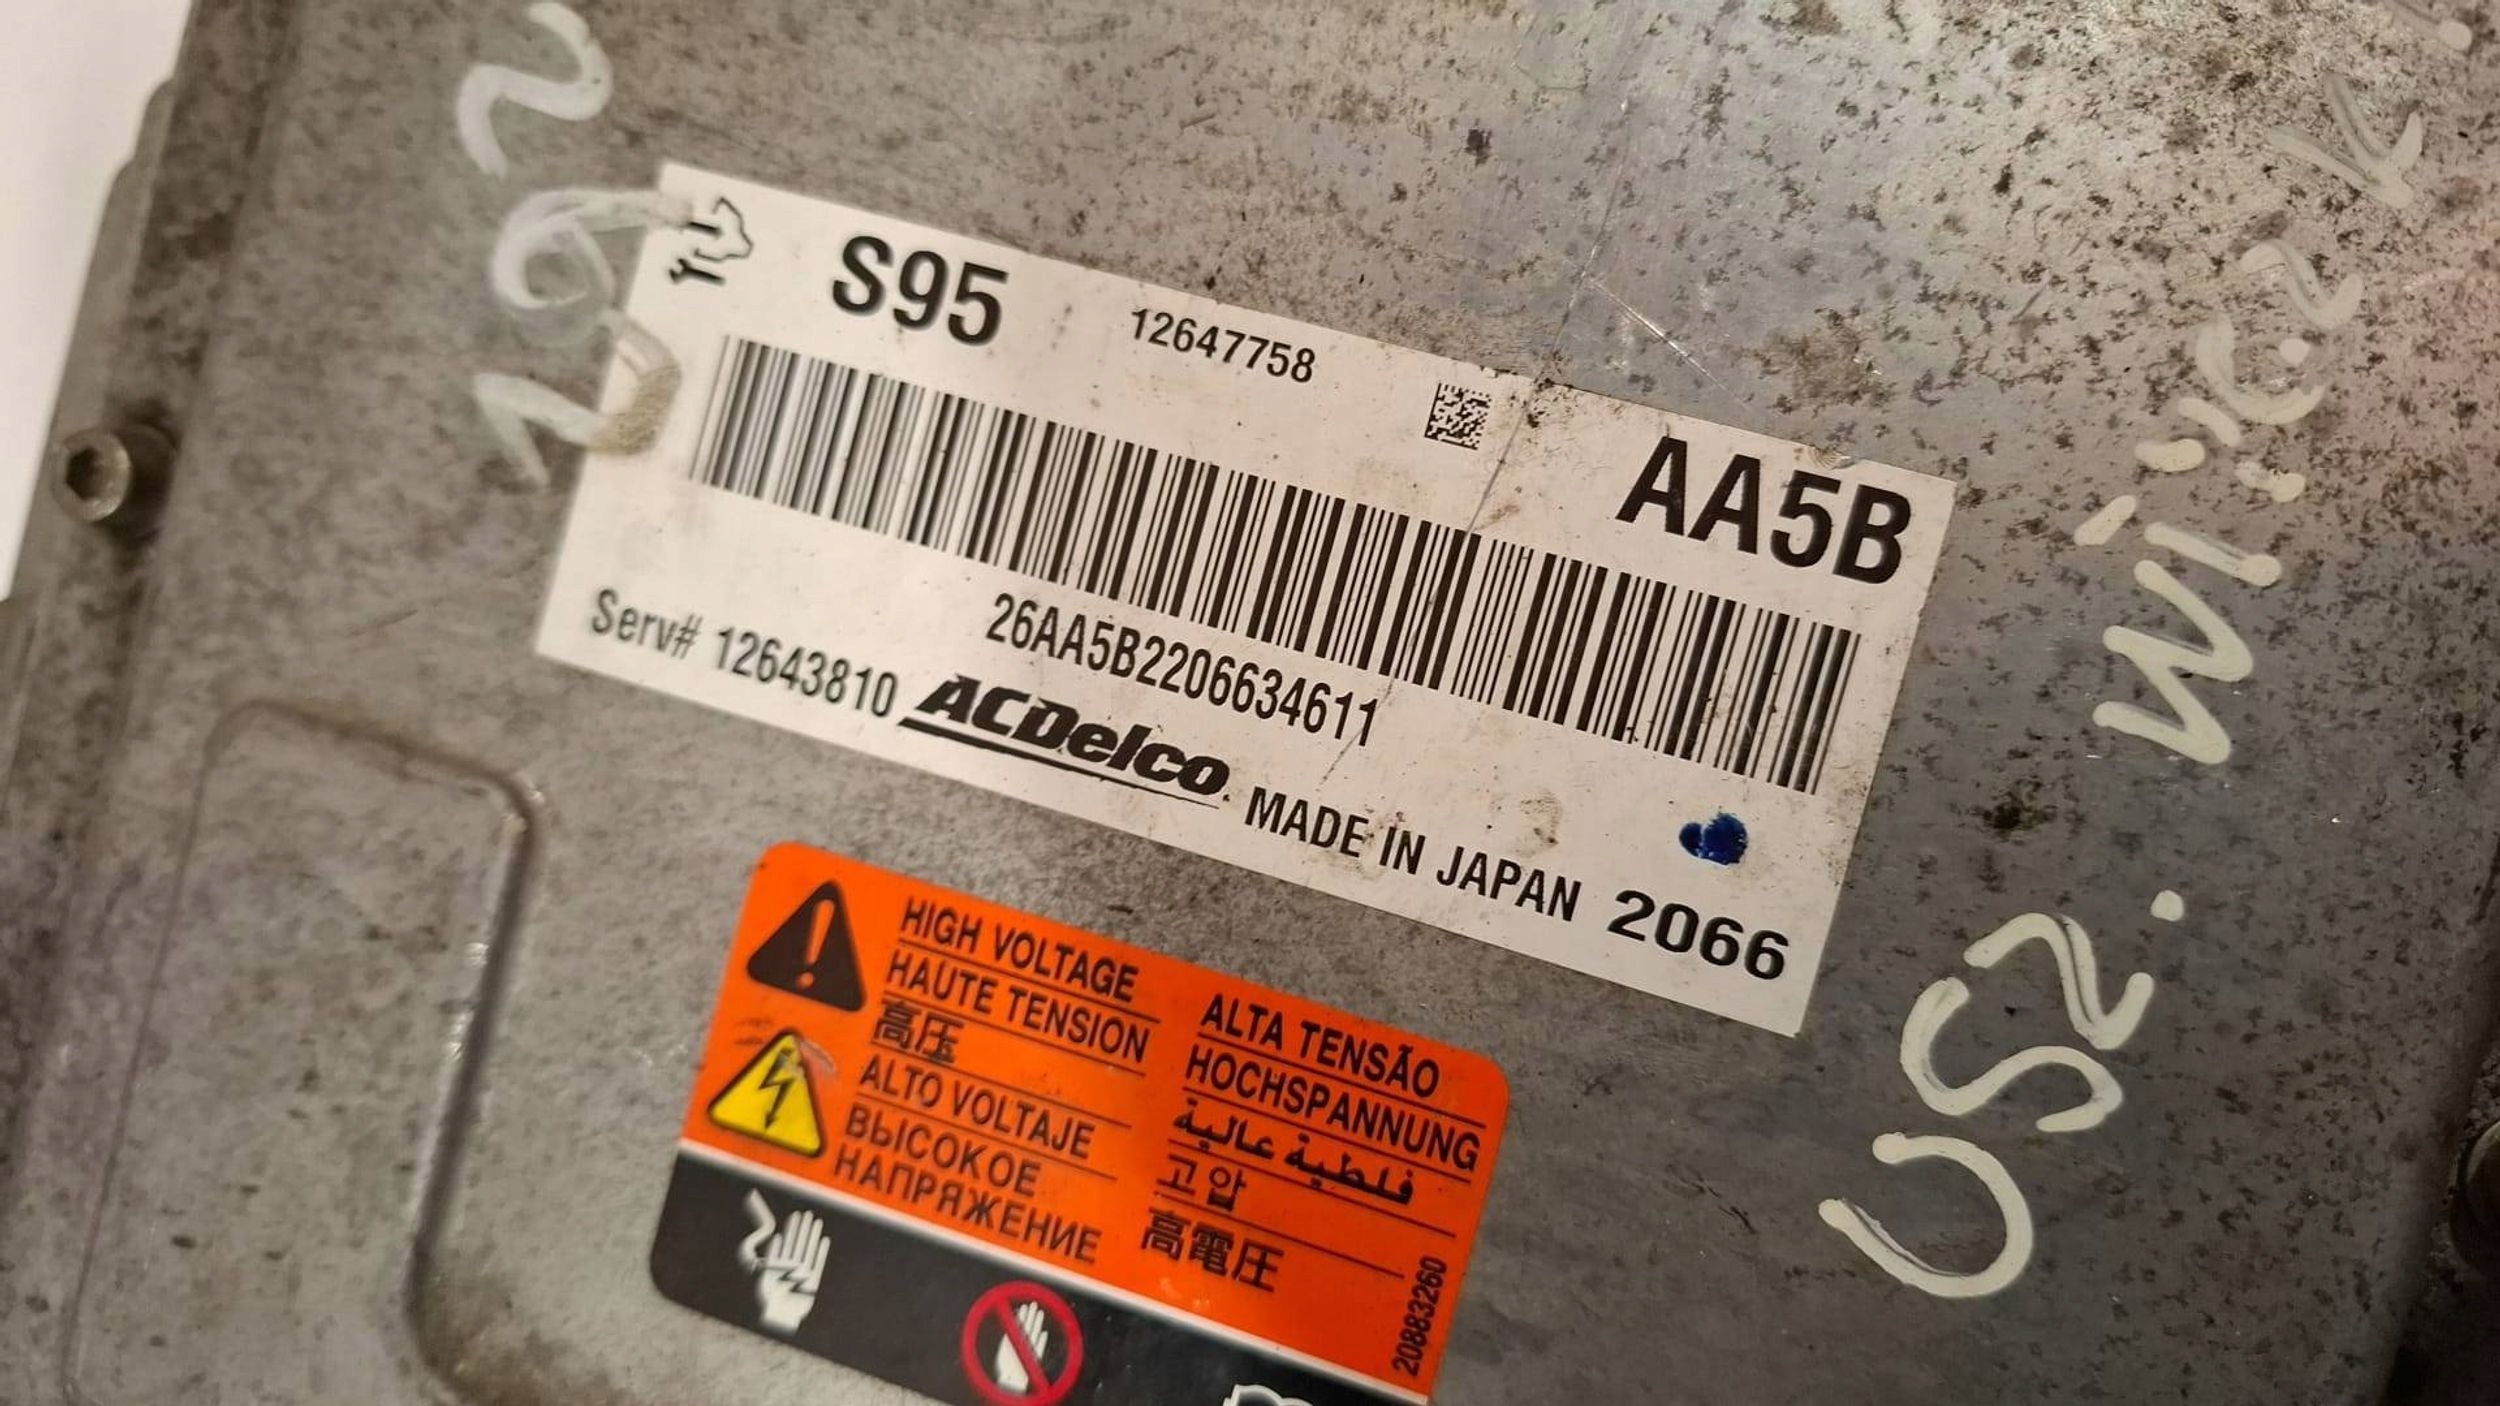 S95
12647758
AA5B
26AA5B2206634611
Serv# 12643810 ACDelco. MADE IN JAPAN 2066
HIGH VOLTAGE
HAUTE TENSION
高压
ALTO VOLTAJE
ВЫСОКОЕ
НАПРЯЖЕНИЕ
ALTA TENSÃO
HOCHSPANNUNG
فلطية عالية
고압
高電圧
20883260
192
USZ.